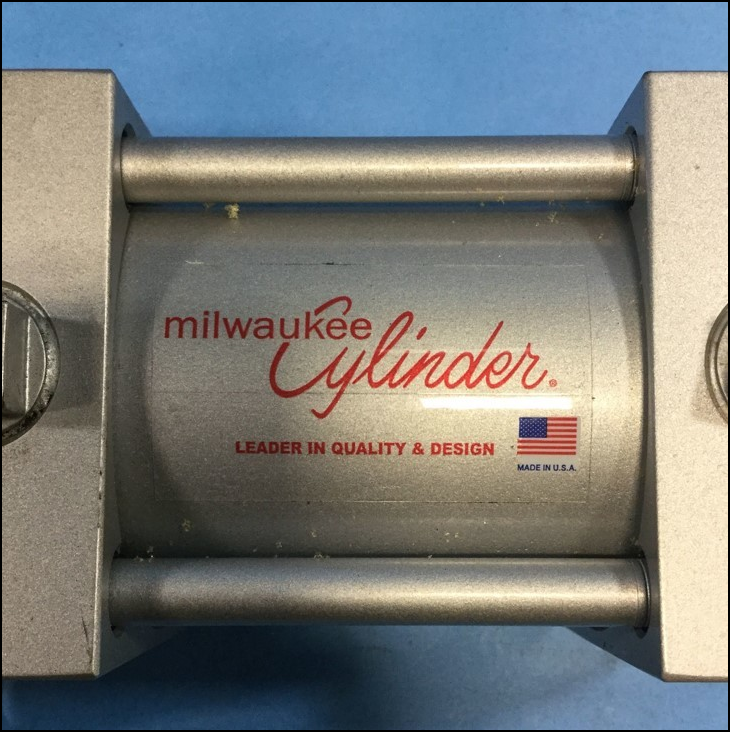 milwaukee
Cylinder®
LEADER IN QUALITY & DESIGN
MADE IN U.S.A.